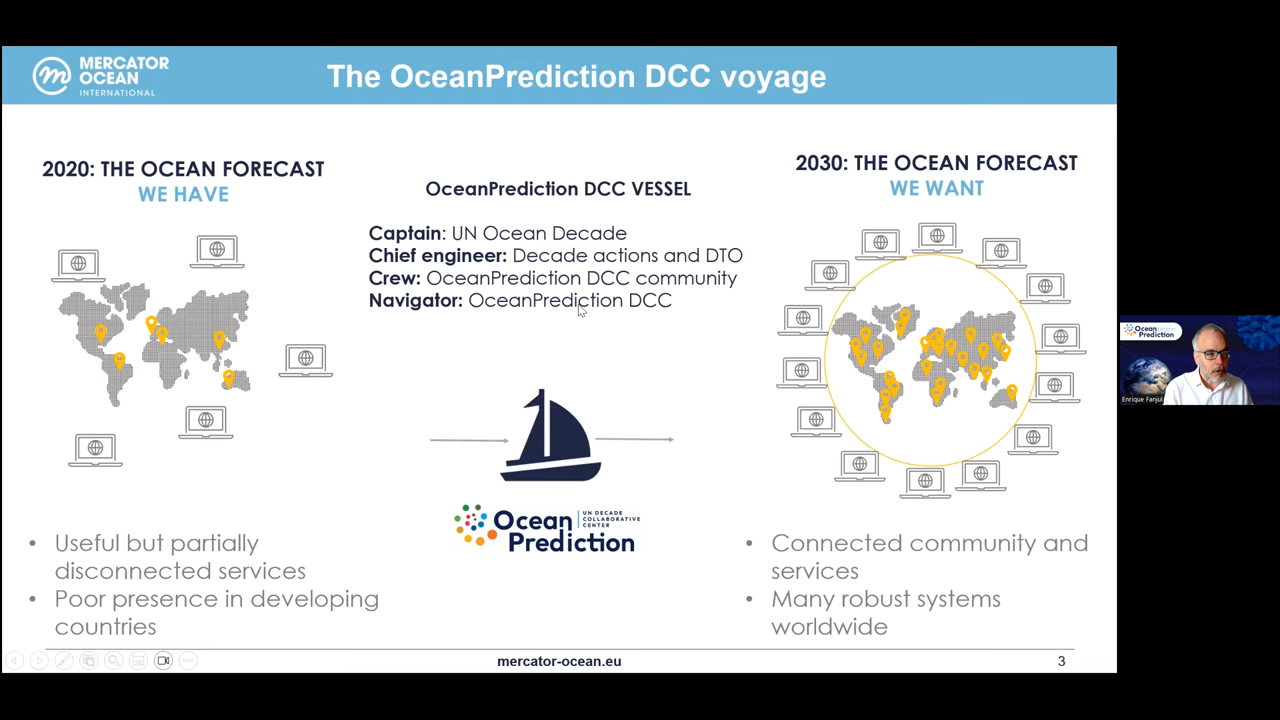 MERCATOR
OCEAN
INTERNATIONAL
The OceanPrediction DCC voyage
2020: THE OCEAN FORECAST
WE HAVE
OceanPrediction DCC VESSEL
Captain: UN Ocean Decade
Chief engineer: Decade actions and DTO
Crew: OceanPrediction DCC community
Navigator: OceanPrediction DCC
2030: THE OCEAN FORECAST
WE WANT
Ocean
Prediction
UN DECADE
COLLABORATIVE
CENTER
• Useful but partially
disconnected services
• Poor presence in developing
countries
• Connected community and
services
• Many robust systems
worldwide
mercator-ocean.eu
3
Ocean
Prediction
Enrique Fanjul